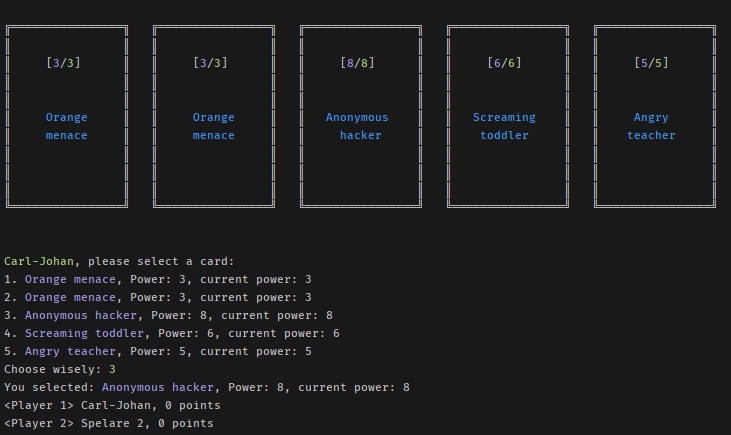 [3/3] [3/3] [8/8] [6/6] [5/5]
Orange Orange Anonymous Screaming Angry
menace menace hacker toddler teacher
Carl-Johan, please select a card:
1. Orange menace, Power: 3, current power: 3
2. Orange menace, Power: 3, current power: 3
3. Anonymous hacker, Power: 8, current power: 8
4. Screaming toddler, Power: 6, current power: 6
5. Angry teacher, Power: 5, current power: 5
Choose wisely: 3
You selected: Anonymous hacker, Power: 8, current power: 8
<Player 1> Carl-Johan, 0 points
<Player 2> Spelare 2, 0 points